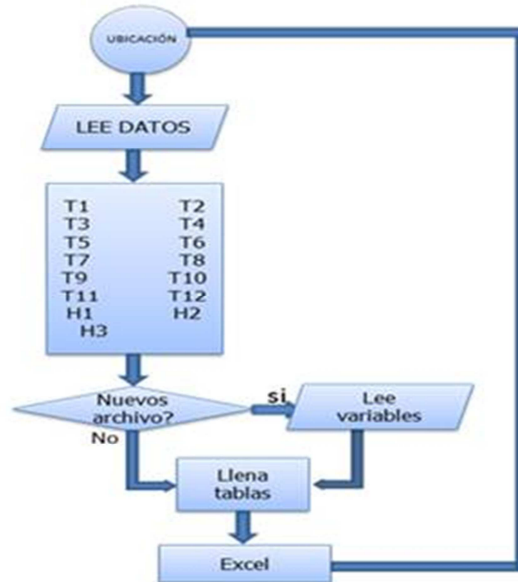 UBICACIÓN
LEE DATOS
T1 T2
T3 T4
T5 T6
T7 T8
T9 T10
T11 T12
H1 H2
H3
Nuevos
archivo?
si
Lee
variables
No
Llena
tablas
Excel